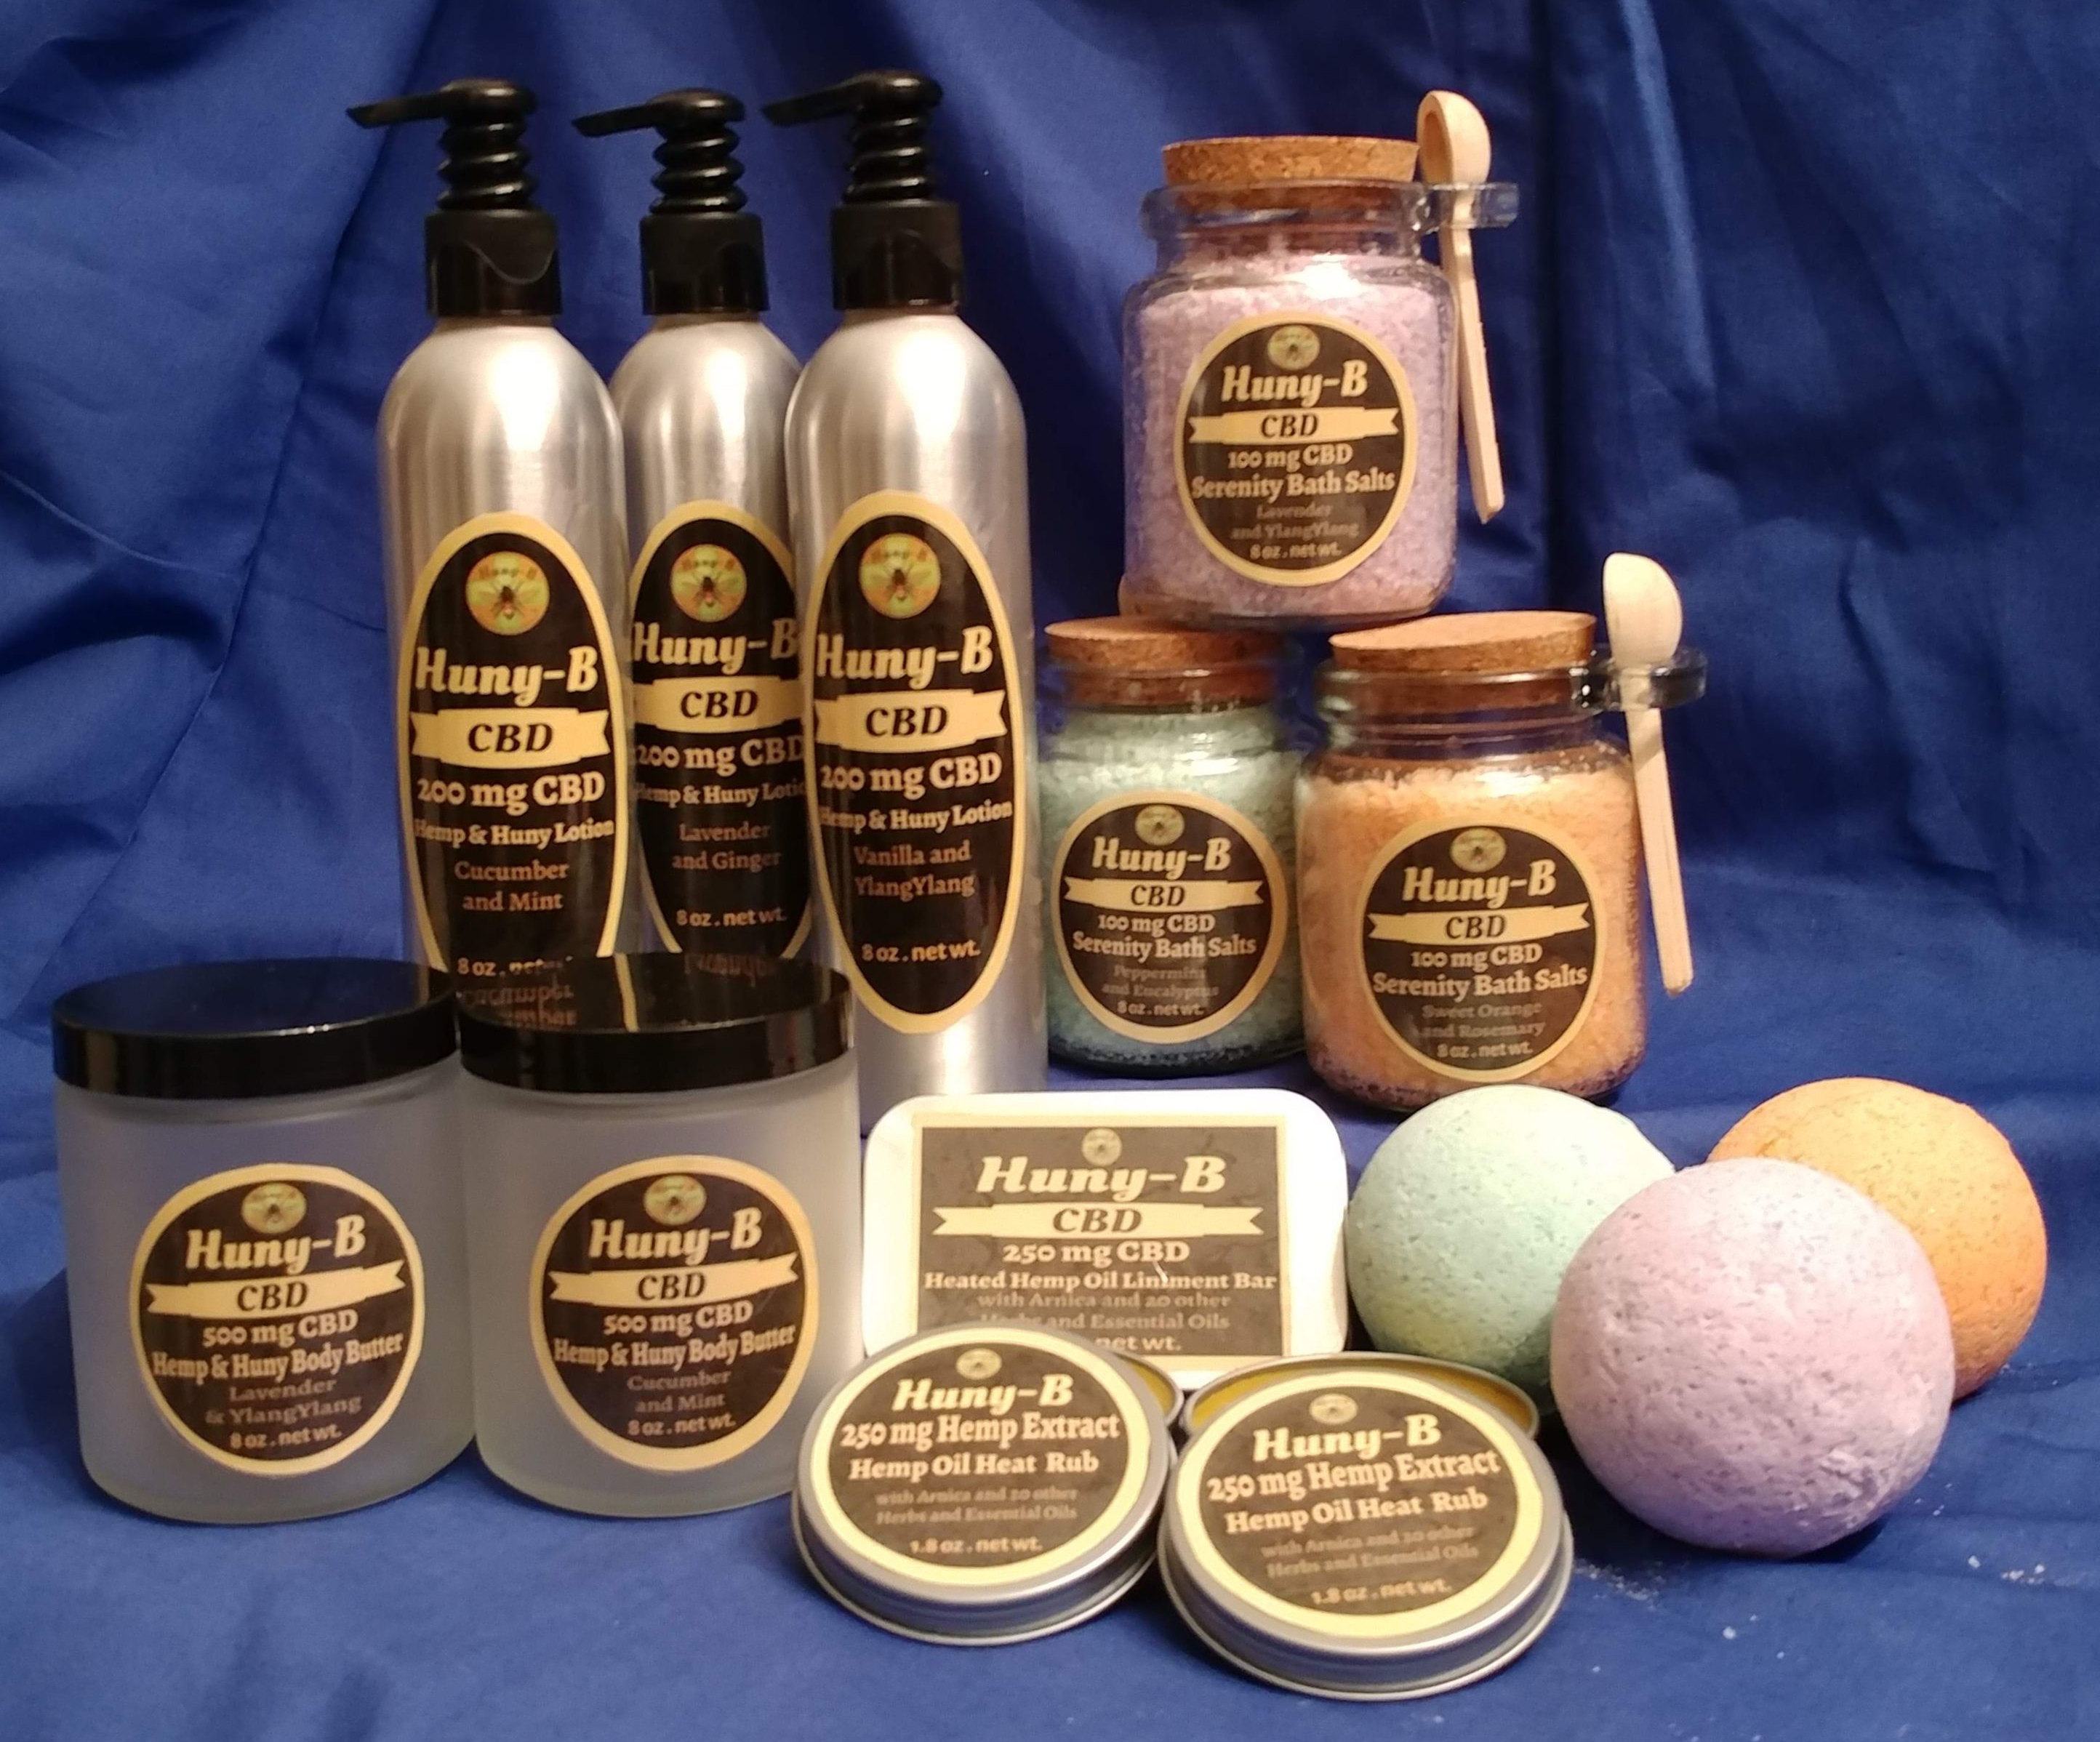 Huny-B
Huny-B
CBD
200 mg CBD
Hemp & Huny Lotion
Cucumber
and Mint
8 oz. net
Huny-B
Huny-B
CBD
200 mg CBD
Hemp & Huny Lotio
Lavender
and Ginger
8 oz. net wt.
Huny-B
Huny-B
CBD
200 mg CBD
Hemp & Huny Lotion
Vanilla and
YlangYlang
8 oz. net wt.
Huny-B
CBD
100 mg CBD
Serenity Bath Salts
Lavender
and YlangYlang
8 oz. net wt.
Huny-B
CBD
100 mg CBD
Serenity Bath Salts
Peppermint
and Eucalyptus
8 oz. net wt.
Huny-B
CBD
100 mg CBD
Serenity Bath Salts
Sweet Orange
and Rosemary
8 oz. net wt.
Huny-B
CBD
500 mg CBD
Hemp & Huny Body Butter
Lavender
& YlangYlang
8 oz. net wt.
Huny-B
CBD
500 mg CBD
Hemp & Huny Body Butter
Cucumber
and Mint
8 oz. net wt.
Huny-B
CBD
250 mg CBD
Heated Hemp Oil Liniment Bar
with Arnica and 20 other
Herbs and Essential Oils
net wt.
Huny-B
250 mg Hemp Extract
Hemp Oil Heat Rub
with Arnica and 20 other
Herbs and Essential Oils
1.8 oz. net wt.
Huny-B
250 mg Hemp Extract
Hemp Oil Heat Rub
with Arnica and 20 other
Herbs and Essential Oils
1.8 oz. net wt.